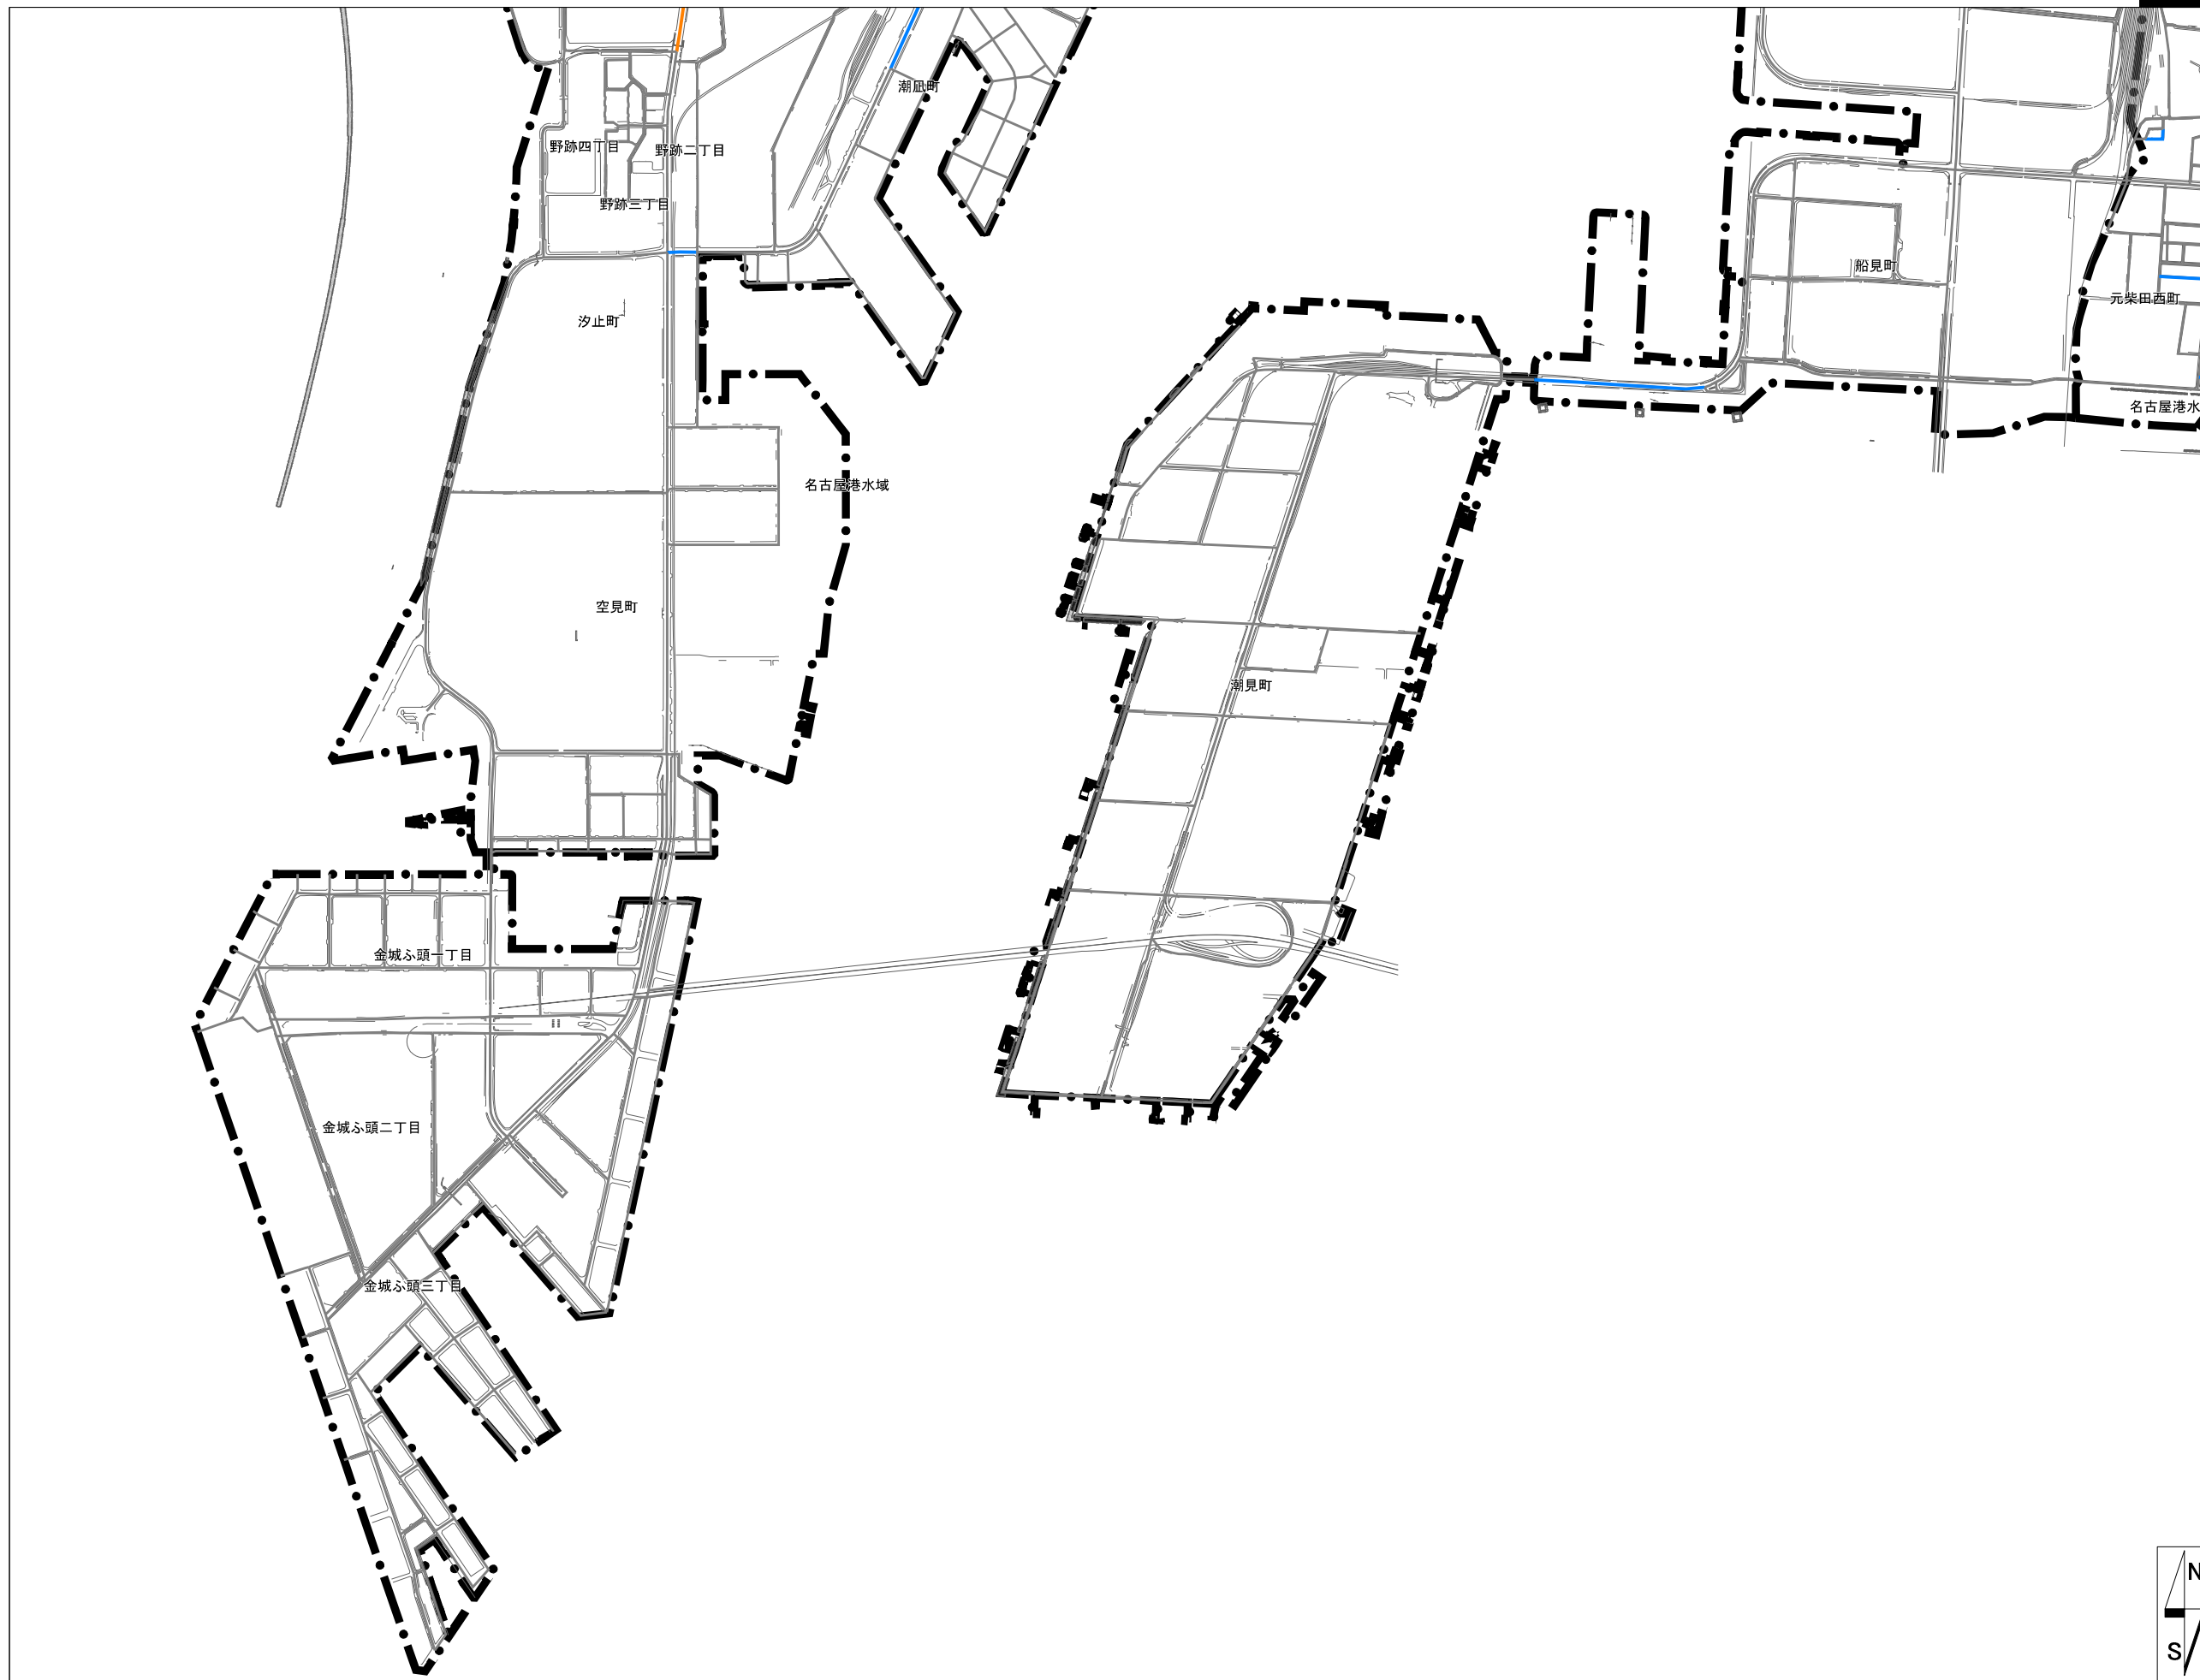 潮凪町
野跡四丁目
野跡二丁目
野跡三丁目
船見町
元柴田西町
汐止町
名古屋港水
名古屋港水域
空見町
潮見町
金城ふ頭一丁目
金城ふ頭二丁目
金城ふ頭三丁目
N
S